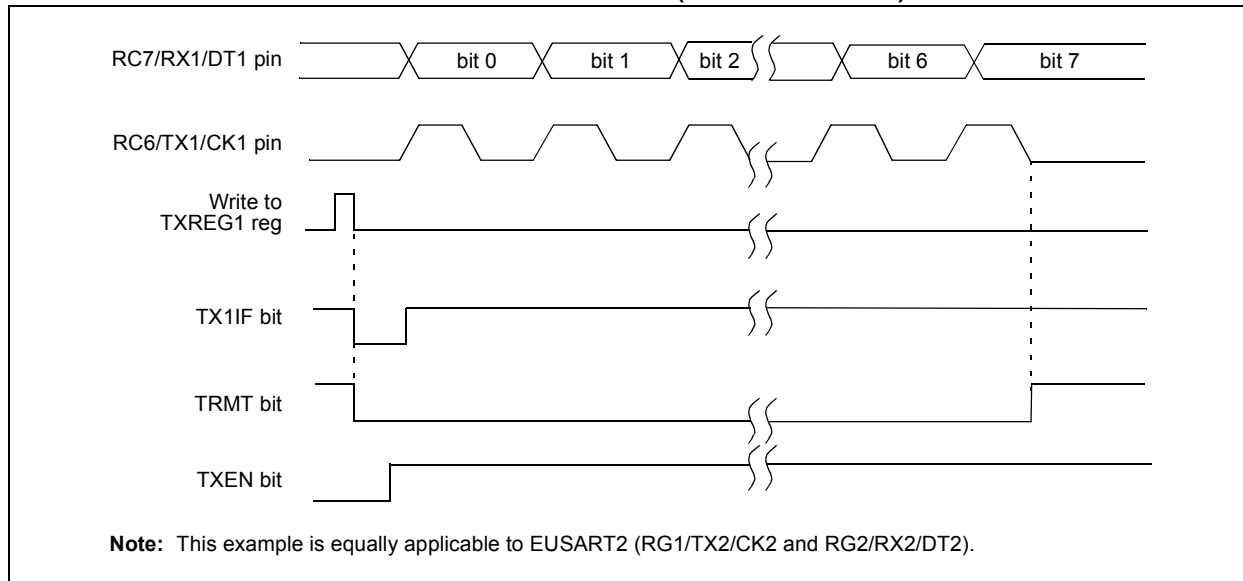 RC7/RX1/DT1 pin
bit 0
bit 1
bit 2
bit 6
bit 7
RC6/TX1/CK1 pin
Write to
TXREG1 reg
TX1IF bit
TRMT bit
TXEN bit
Note: This example is equally applicable to EUSART2 (RG1/TX2/CK2 and RG2/RX2/DT2).